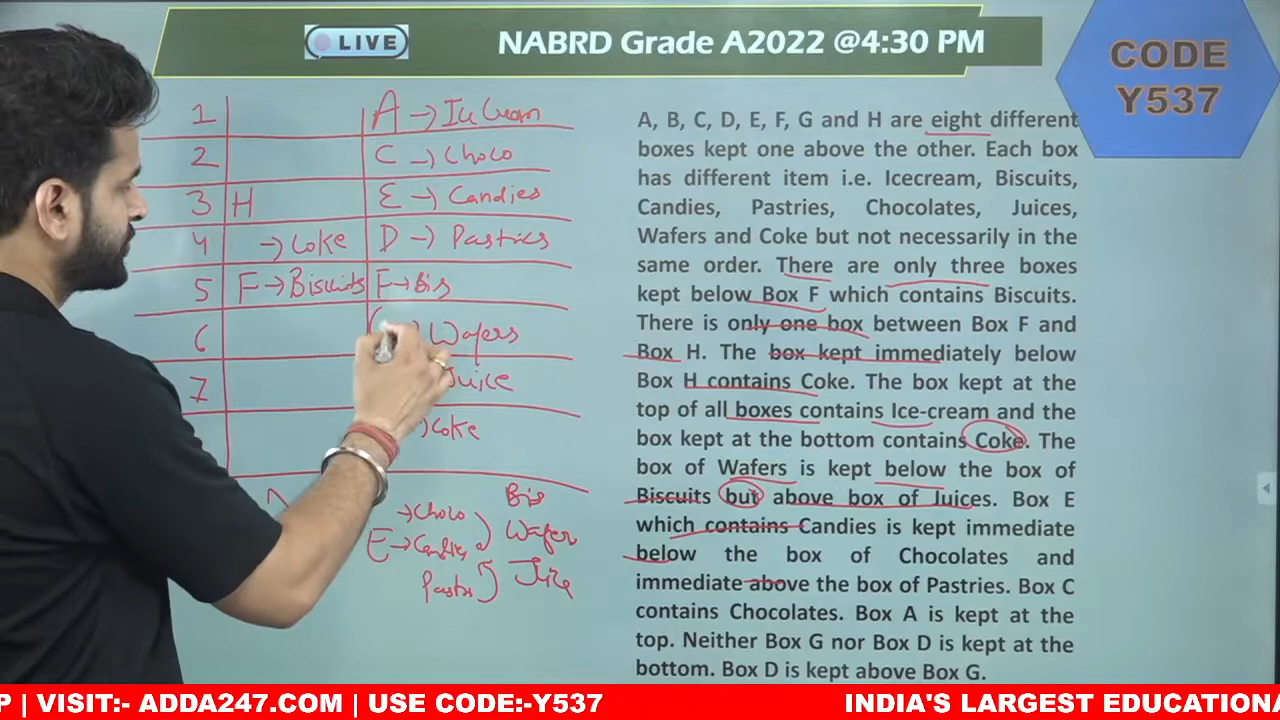 LIVE
NABRD Grade A2022 @4:30 PM
CODE
Y537
1 A → Ice Cream
2 C → Choco
3 H E → Candies
4 → Coke D → Pastries
5 F → Biscuits F → Bis
6 → Wafers
7 Juice
→ Coke
→ Choco
E → Candies
Pastr
Bis
Wafer
Juice
A, B, C, D, E, F, G and H are eight different
boxes kept one above the other. Each box
has different item i.e. Icecream, Biscuits,
Candies, Pastries, Chocolates, Juices,
Wafers and Coke but not necessarily in the
same order. There are only three boxes
kept below Box F which contains Biscuits.
There is only one box between Box F and
Box H. The box kept immediately below
Box H contains Coke. The box kept at the
top of all boxes contains Ice-cream and the
box kept at the bottom contains Coke. The
box of Wafers is kept below the box of
Biscuits but above box of Juices. Box E
which contains Candies is kept immediate
below the box of Chocolates and
immediate above the box of Pastries. Box C
contains Chocolates. Box A is kept at the
top. Neither Box G nor Box D is kept at the
bottom. Box D is kept above Box G.
P | VISIT:- ADDA247.COM | USE CODE:-Y537 INDIA'S LARGEST EDUCATIONA